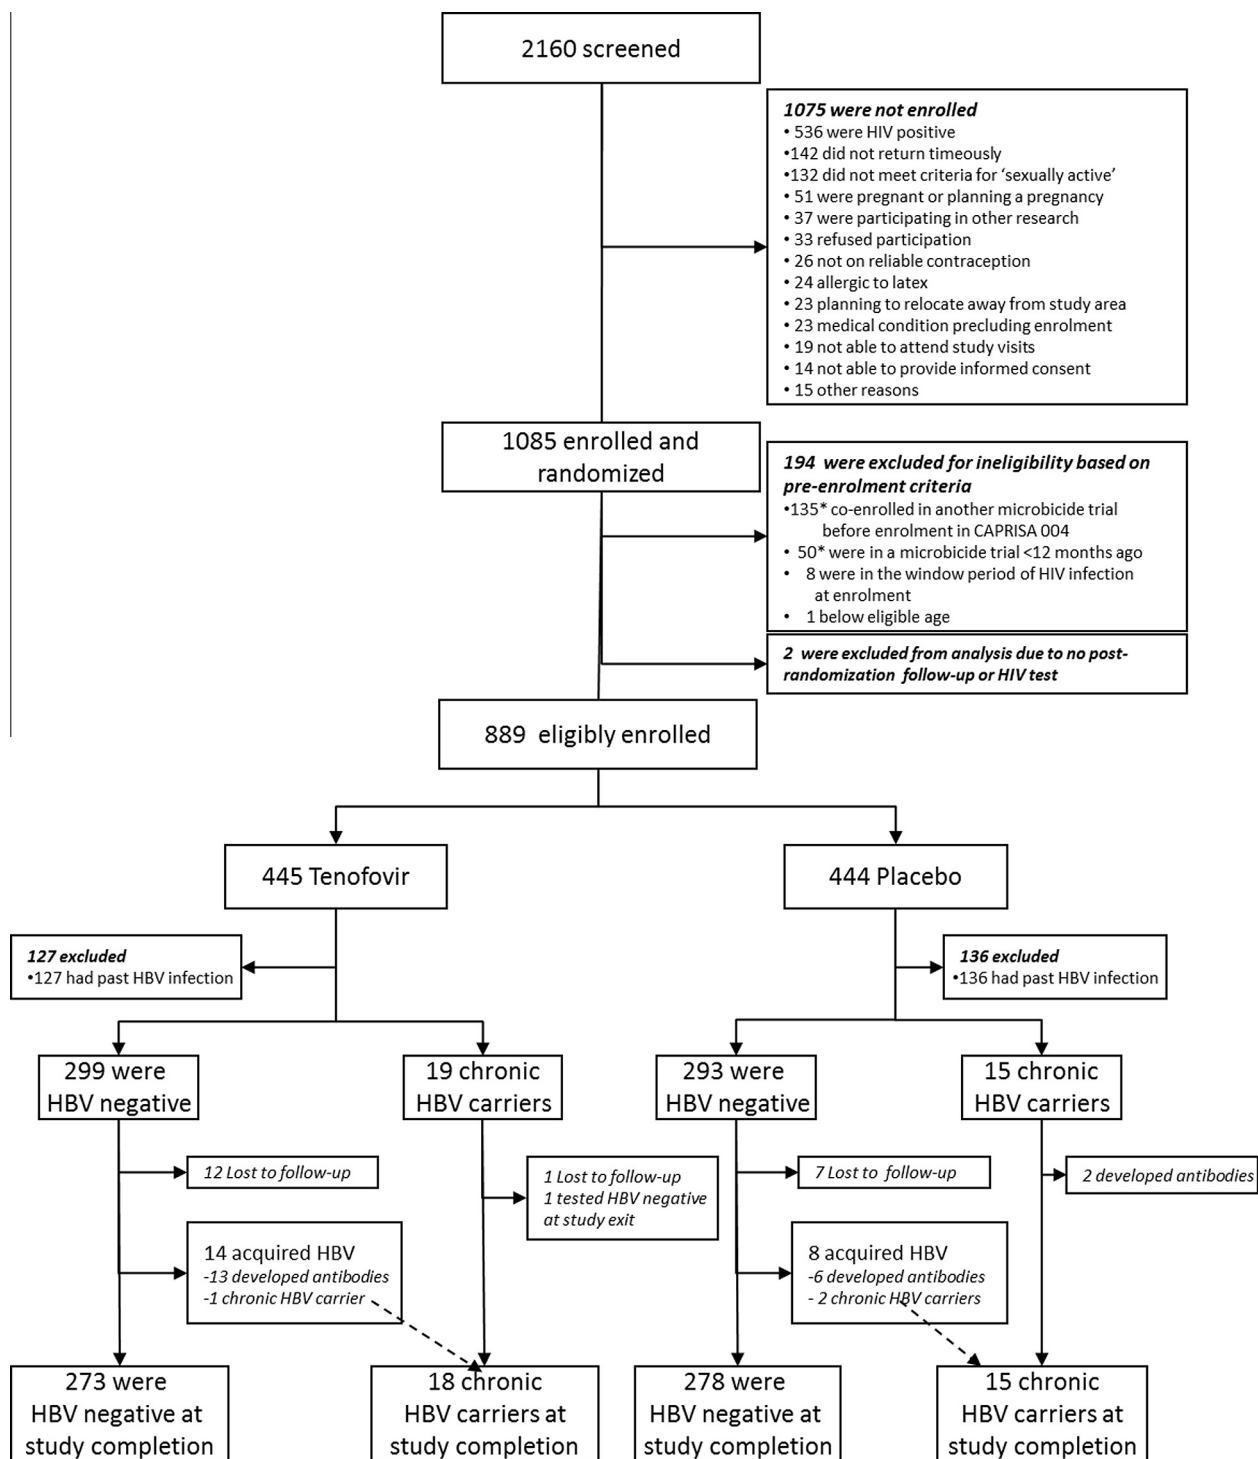 2160 screened
1075 were not enrolled
• 536 were HIV positive
•142 did not return timeously
•132 did not meet criteria for ‘sexually active’
• 51 were pregnant or planning a pregnancy
• 37 were participating in other research
• 33 refused participation
• 26 not on reliable contraception
• 24 allergic to latex
• 23 planning to relocate away from study area
• 23 medical condition precluding enrolment
• 19 not able to attend study visits
• 14 not able to provide informed consent
• 15 other reasons
1085 enrolled and
randomized
194 were excluded for ineligibility based on
pre-enrolment criteria
•135* co-enrolled in another microbicide trial
before enrolment in CAPRISA 004
• 50* were in a microbicide trial <12 months ago
• 8 were in the window period of HIV infection
at enrolment
• 1 below eligible age
2 were excluded from analysis due to no post-
randomization follow-up or HIV test
889 eligibly enrolled
445 Tenofovir
444 Placebo
127 excluded
•127 had past HBV infection
136 excluded
•136 had past HBV infection
299 were
HBV negative
19 chronic
HBV carriers
293 were
HBV negative
15 chronic
HBV carriers
12 Lost to follow-up
1 Lost to follow-up
1 tested HBV negative
at study exit
7 Lost to follow-up
2 developed antibodies
14 acquired HBV
-13 developed antibodies
-1 chronic HBV carrier
8 acquired HBV
-6 developed antibodies
- 2 chronic HBV carriers
273 were
HBV negative at
study completion
18 chronic
HBV carriers at
study completion
278 were
HBV negative at
study completion
15 chronic
HBV carriers at
study completion